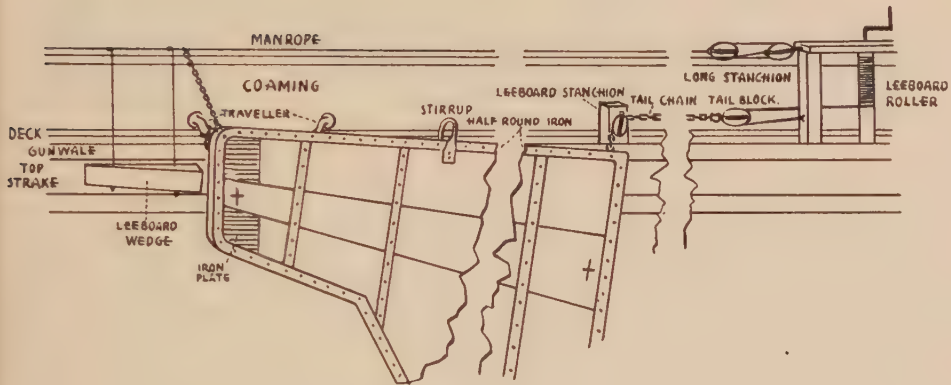 MANROPE
COAMING
LONG STANCHION
LEEBOARD STANCHION
LEEBOARD
ROLLER
TRAVELLER
STIRRUP
HALF ROUND IRON
TAIL CHAIN
TAIL BLOCK.
DECK
GUNWALE
TOP
STRAKE
LEEBOARD
WEDGE
IRON
PLATE